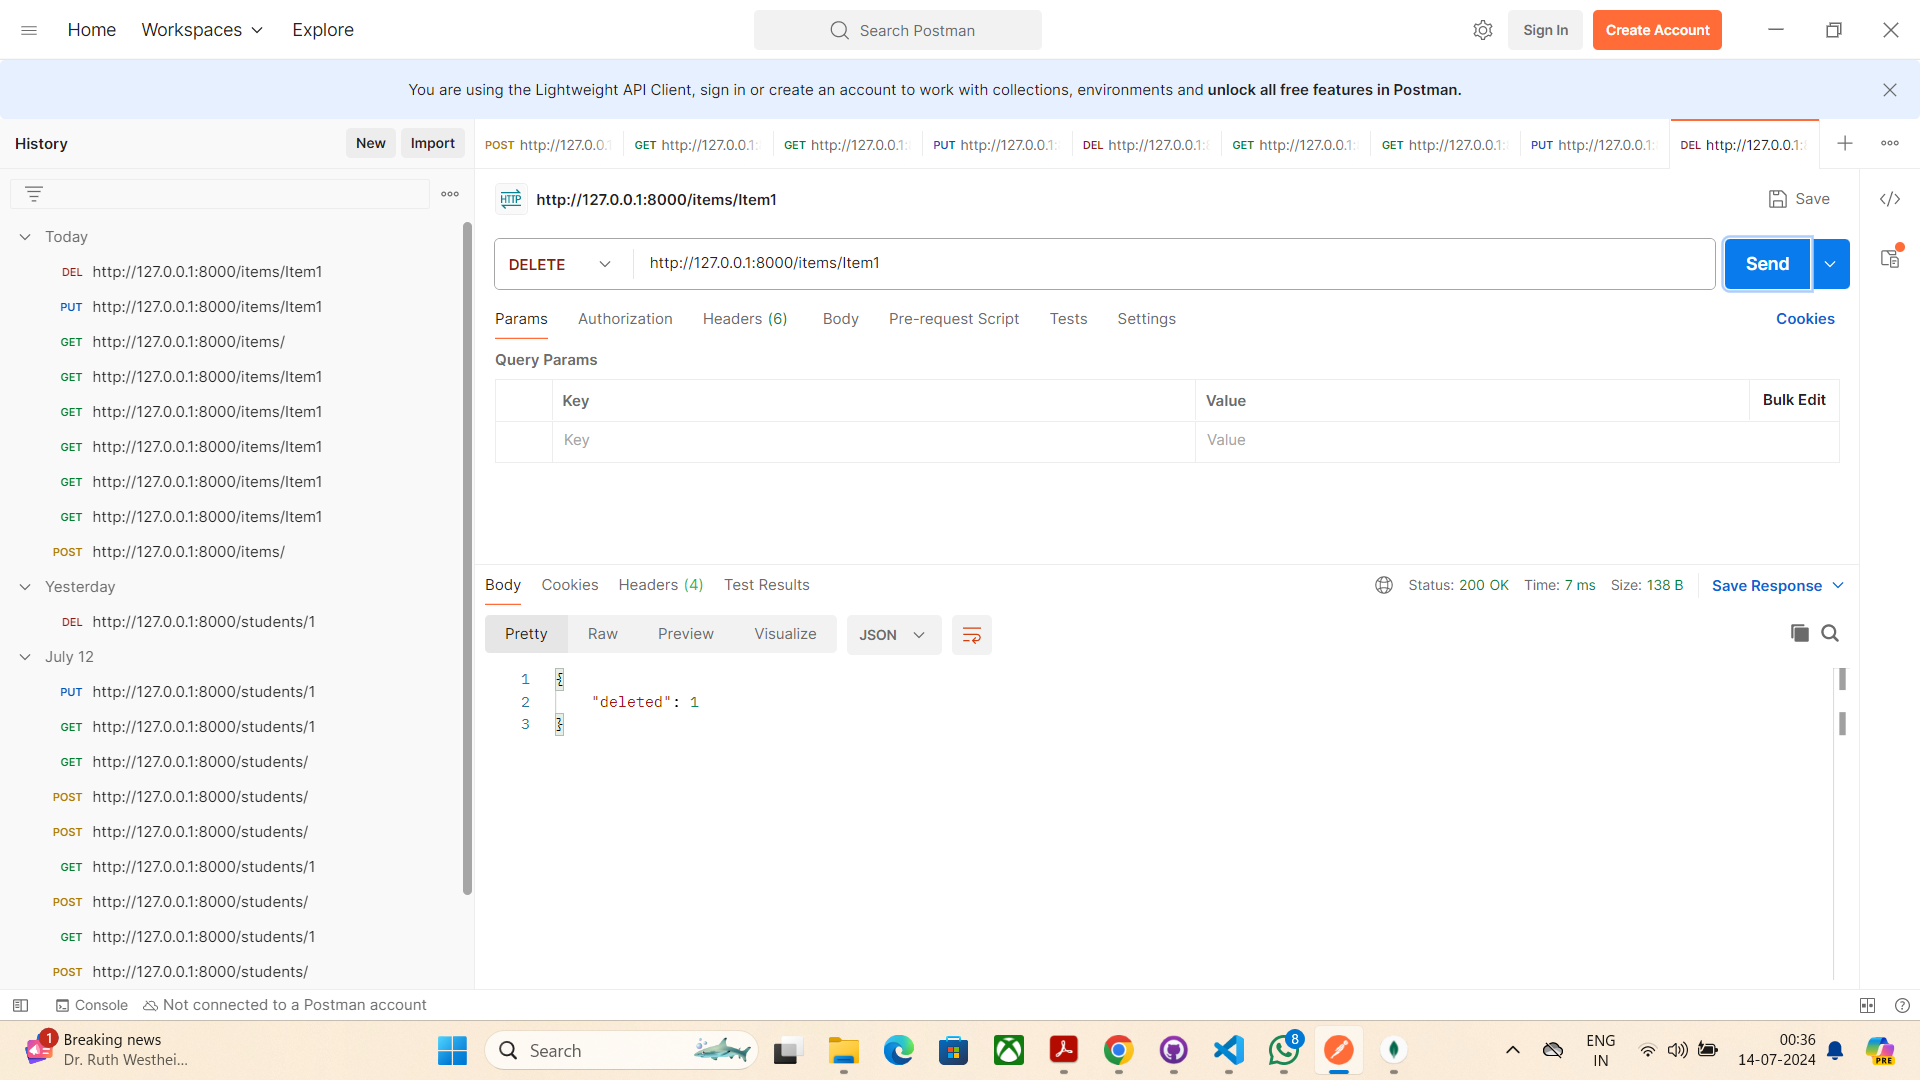 Home Workspaces Explore
Search Postman
Sign In Create Account
You are using the Lightweight API Client, sign in or create an account to work with collections, environments and unlock all free features in Postman.
History New Import
Today
DEL http://127.0.0.1:8000/items/Item1
PUT http://127.0.0.1:8000/items/Item1
GET http://127.0.0.1:8000/items/
GET http://127.0.0.1:8000/items/Item1
GET http://127.0.0.1:8000/items/Item1
GET http://127.0.0.1:8000/items/Item1
GET http://127.0.0.1:8000/items/Item1
GET http://127.0.0.1:8000/items/Item1
POST http://127.0.0.1:8000/items/
Yesterday
DEL http://127.0.0.1:8000/students/1
July 12
PUT http://127.0.0.1:8000/students/1
GET http://127.0.0.1:8000/students/1
GET http://127.0.0.1:8000/students/
POST http://127.0.0.1:8000/students/
POST http://127.0.0.1:8000/students/
GET http://127.0.0.1:8000/students/1
POST http://127.0.0.1:8000/students/
GET http://127.0.0.1:8000/students/1
POST http://127.0.0.1:8000/students/
POST http://127.0.0.1 GET http://127.0.0.1: GET http://127.0.0.1: PUT http://127.0.0.1: DEL http://127.0.0.1: GET http://127.0.0.1: GET http://127.0.0.1: PUT http://127.0.0.1: DEL http://127.0.0.1:
HTTP http://127.0.0.1:8000/items/Item1 Save
DELETE http://127.0.0.1:8000/items/Item1 Send
Params Authorization Headers (6) Body Pre-request Script Tests Settings Cookies
Query Params
Key Value Bulk Edit
Key Value
Body Cookies Headers (4) Test Results Status: 200 OK Time: 7 ms Size: 138 B Save Response
Pretty Raw Preview Visualize JSON
1 {
2 "deleted": 1
3 }
Console Not connected to a Postman account
1 Breaking news
Dr. Ruth Westhei...
Search
8
ENG
IN
00:36
14-07-2024
PRE